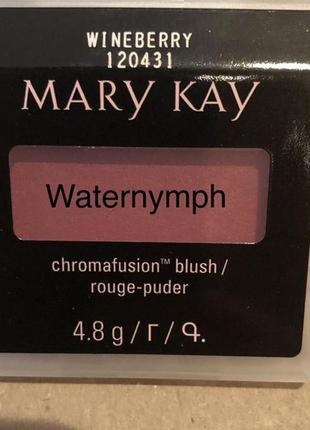 WINEBERRY
120431
MARY KAY
Waternymph
chromafusion™ blush /
rouge-puder
4.8 g / Г / Գ.